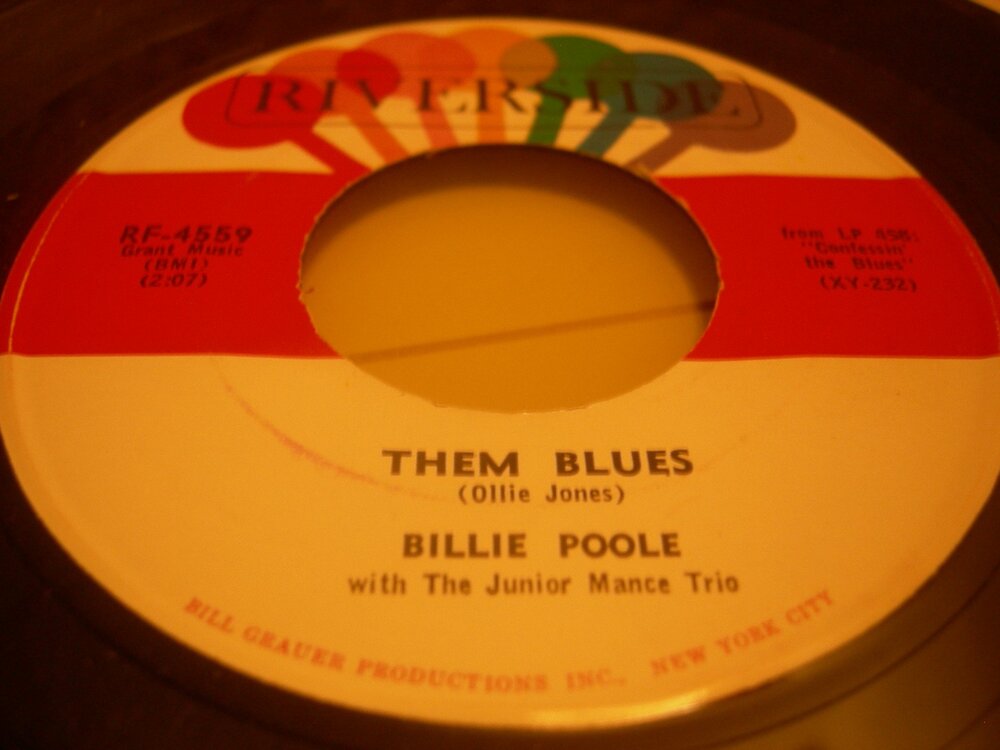 RIVERSIDE
RF-4559
Grant Music
(BMI)
(2:07)
from LP 458:
"Confessin'
the Blues"
(XY-232)
THEM BLUES
(Ollie Jones)
BILLIE POOLE
with The Junior Mance Trio
BILL GRAUER PRODUCTIONS INC., NEW YORK CITY